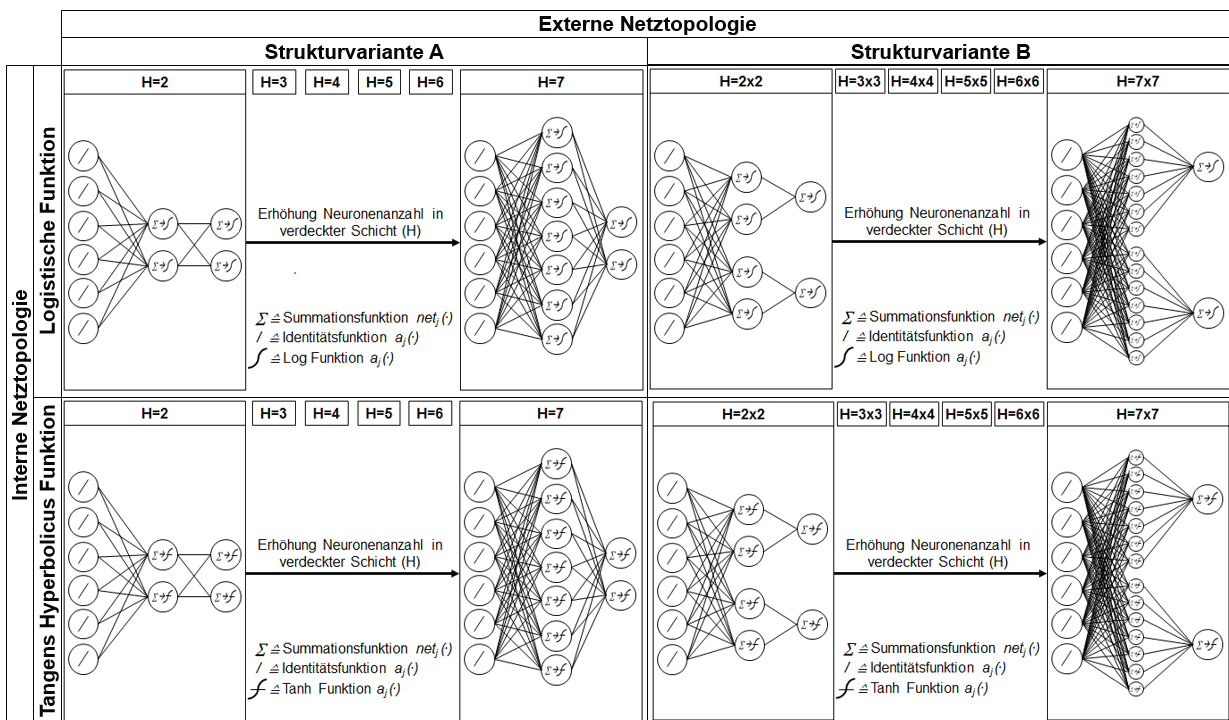 Externe Netztopologie
Strukturvariante A
Strukturvariante B
Interne Netztopologie
Logistische Funktion
H=2
H=3
H=4
H=5
H=6
H=7
Σ→∫
Erhöhung Neuronenanzahl in
verdeckter Schicht (H)
Σ ≙ Summationsfunktion netj(·)
/ ≙ Identitätsfunktion aj(·)
∫ ≙ Log Funktion aj(·)
H=2x2
H=3x3
H=4x4
H=5x5
H=6x6
H=7x7
Erhöhung Neuronenanzahl in
verdeckter Schicht (H)
Σ ≙ Summationsfunktion netj(·)
/ ≙ Identitätsfunktion aj(·)
∫ ≙ Log Funktion aj(·)
Tangens Hyperbolicus Funktion
H=2
H=3
H=4
H=5
H=6
H=7
Erhöhung Neuronenanzahl in
verdeckter Schicht (H)
Σ ≙ Summationsfunktion netj(·)
/ ≙ Identitätsfunktion aj(·)
⨍ ≙ Tanh Funktion aj(·)
H=2x2
H=3x3
H=4x4
H=5x5
H=6x6
H=7x7
Erhöhung Neuronenanzahl in
verdeckter Schicht (H)
Σ ≙ Summationsfunktion netj(·)
/ ≙ Identitätsfunktion aj(·)
⨍ ≙ Tanh Funktion aj(·)